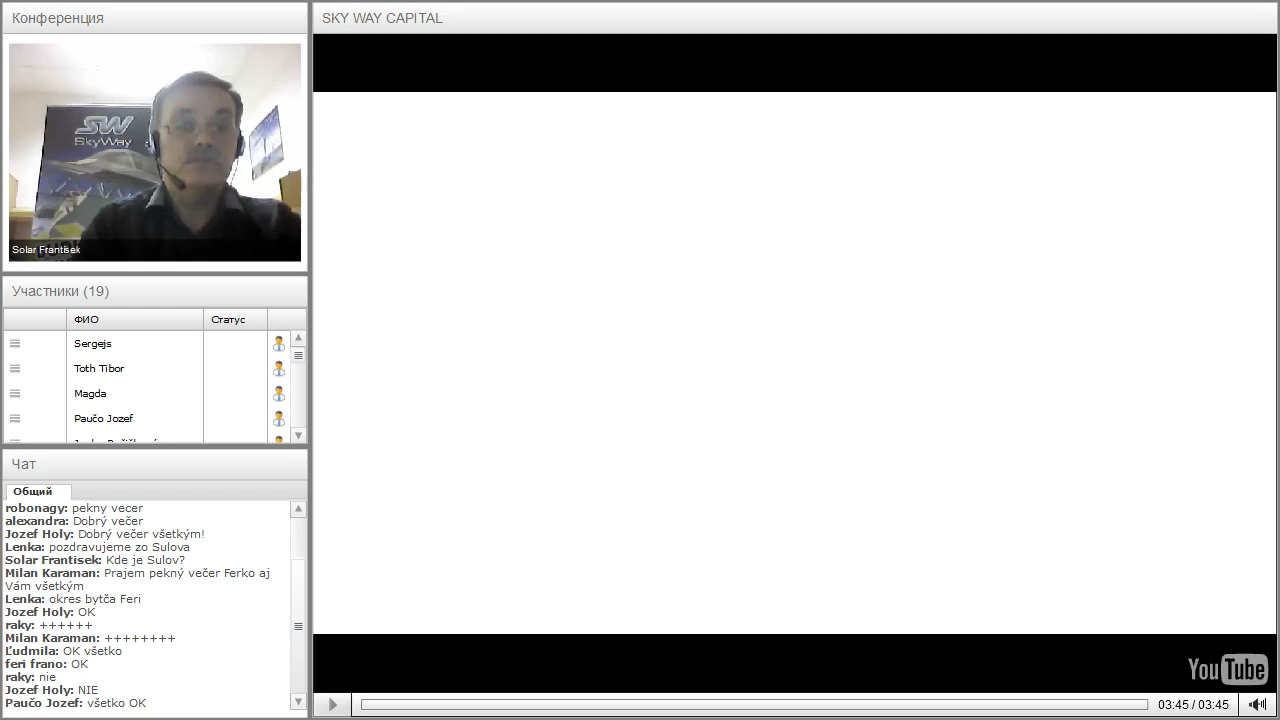 Конференция
SW
SkyWay
Solar Frantisek
Участники (19)
ФИО
Статус
Sergejs
Toth Tibor
Magda
Paučo Jozef
Чат
Общий
robonagy: pekny vecer
alexandra: Dobrý večer
Jozef Holy: Dobrý večer všetkým!
Lenka: pozdravujeme zo Sulova
Solar Frantisek: Kde je Sulov?
Milan Karaman: Prajem pekný večer Ferko aj
Vám všetkým
Lenka: okres bytča Feri
Jozef Holy: OK
raky: ++++++
Milan Karaman: ++++++++
Ľudmila: OK všetko
feri frano: OK
raky: nie
Jozef Holy: NIE
Paučo Jozef: všetko OK
SKY WAY CAPITAL
YouTube
03:45 / 03:45